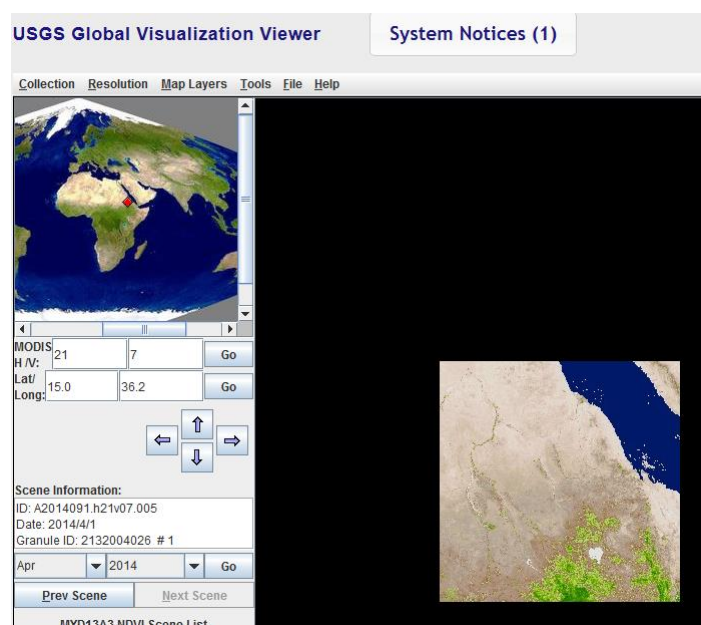 USGS Global Visualization Viewer
System Notices (1)
Collection Resolution Map Layers Tools File Help
MODIS H /V: 21 7 Go
Lat/ Long: 15.0 36.2 Go
Scene Information:
ID: A2014091.h21v07.005
Date: 2014/4/1
Granule ID: 2132004026 # 1
Apr 2014 Go
Prev Scene Next Scene
MYD13A3 NDVI Scene List